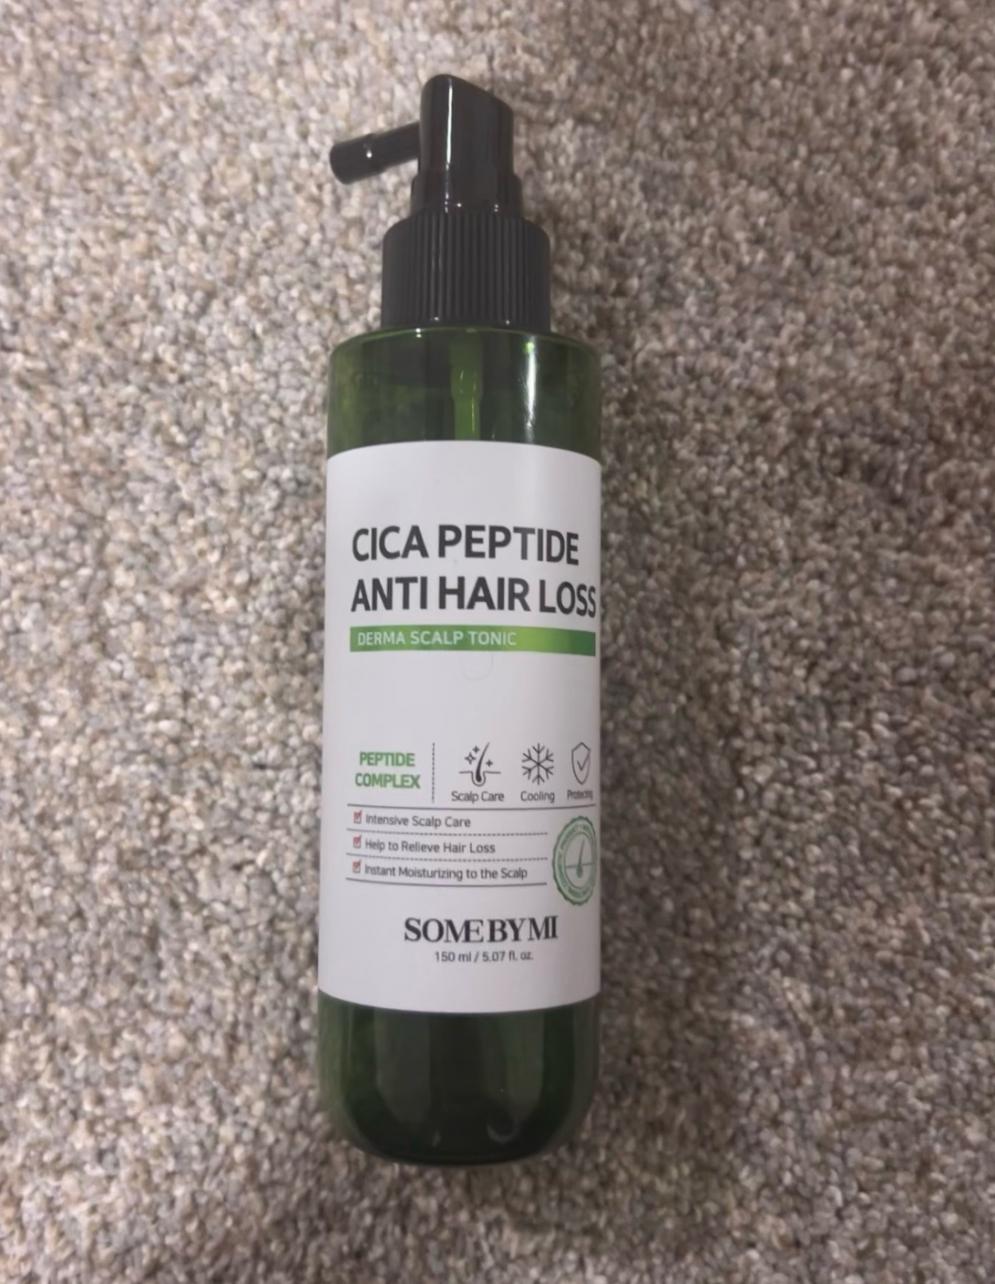 CICA PEPTIDE
ANTI HAIR LOSS
DERMA SCALP TONIC
PEPTIDE
COMPLEX
Scalp Care Cooling Protecting
Intensive Scalp Care
Help to Relieve Hair Loss
Instant Moisturizing to the Scalp
SOME BY MI
150 ml / 5.07 fl. oz.